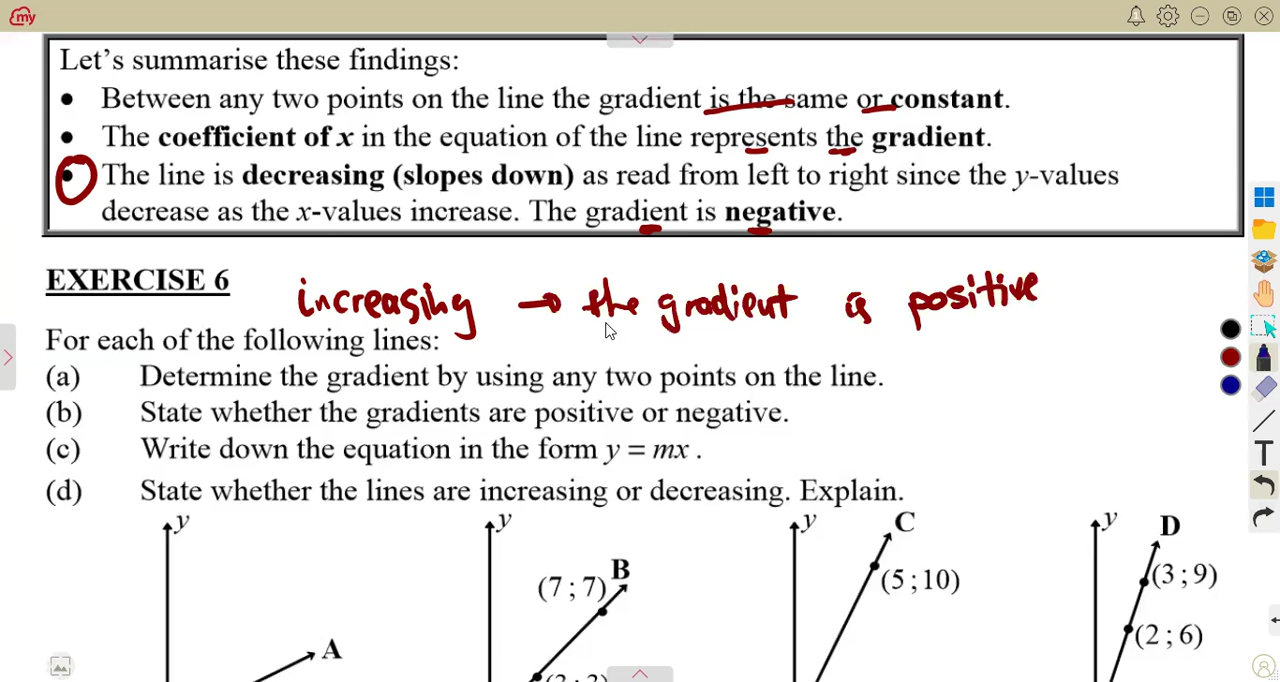 my
Let's summarise these findings:
• Between any two points on the line the gradient is the same or constant.
• The coefficient of x in the equation of the line represents the gradient.
• The line is decreasing (slopes down) as read from left to right since the y-values
decrease as the x-values increase. The gradient is negative.
EXERCISE 6
increasing → the gradient is positive
For each of the following lines:
(a) Determine the gradient by using any two points on the line.
(b) State whether the gradients are positive or negative.
(c) Write down the equation in the form y = mx .
(d) State whether the lines are increasing or decreasing. Explain.
y y y C y D
B
(7 ; 7) (5 ; 10) (3 ; 9)
(2 ; 6)
A
T